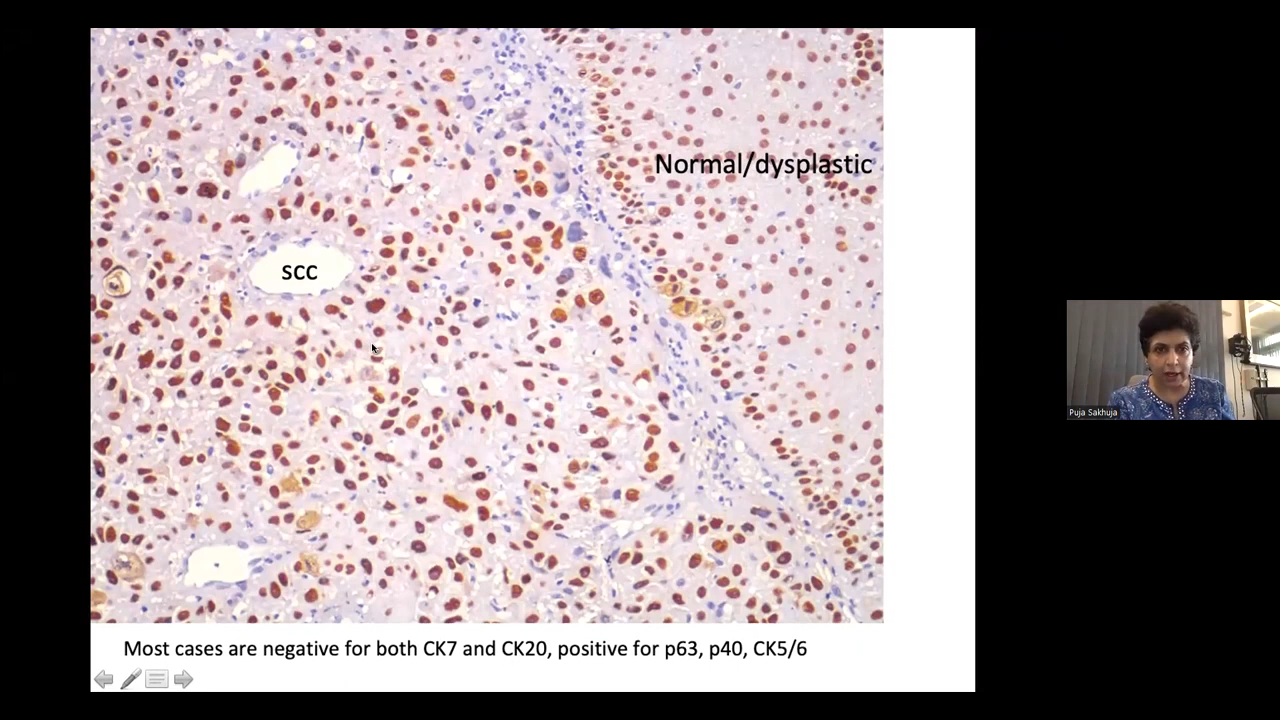 Normal/dysplastic
SCC
Puja Sakhuja
Most cases are negative for both CK7 and CK20, positive for p63, p40, CK5/6